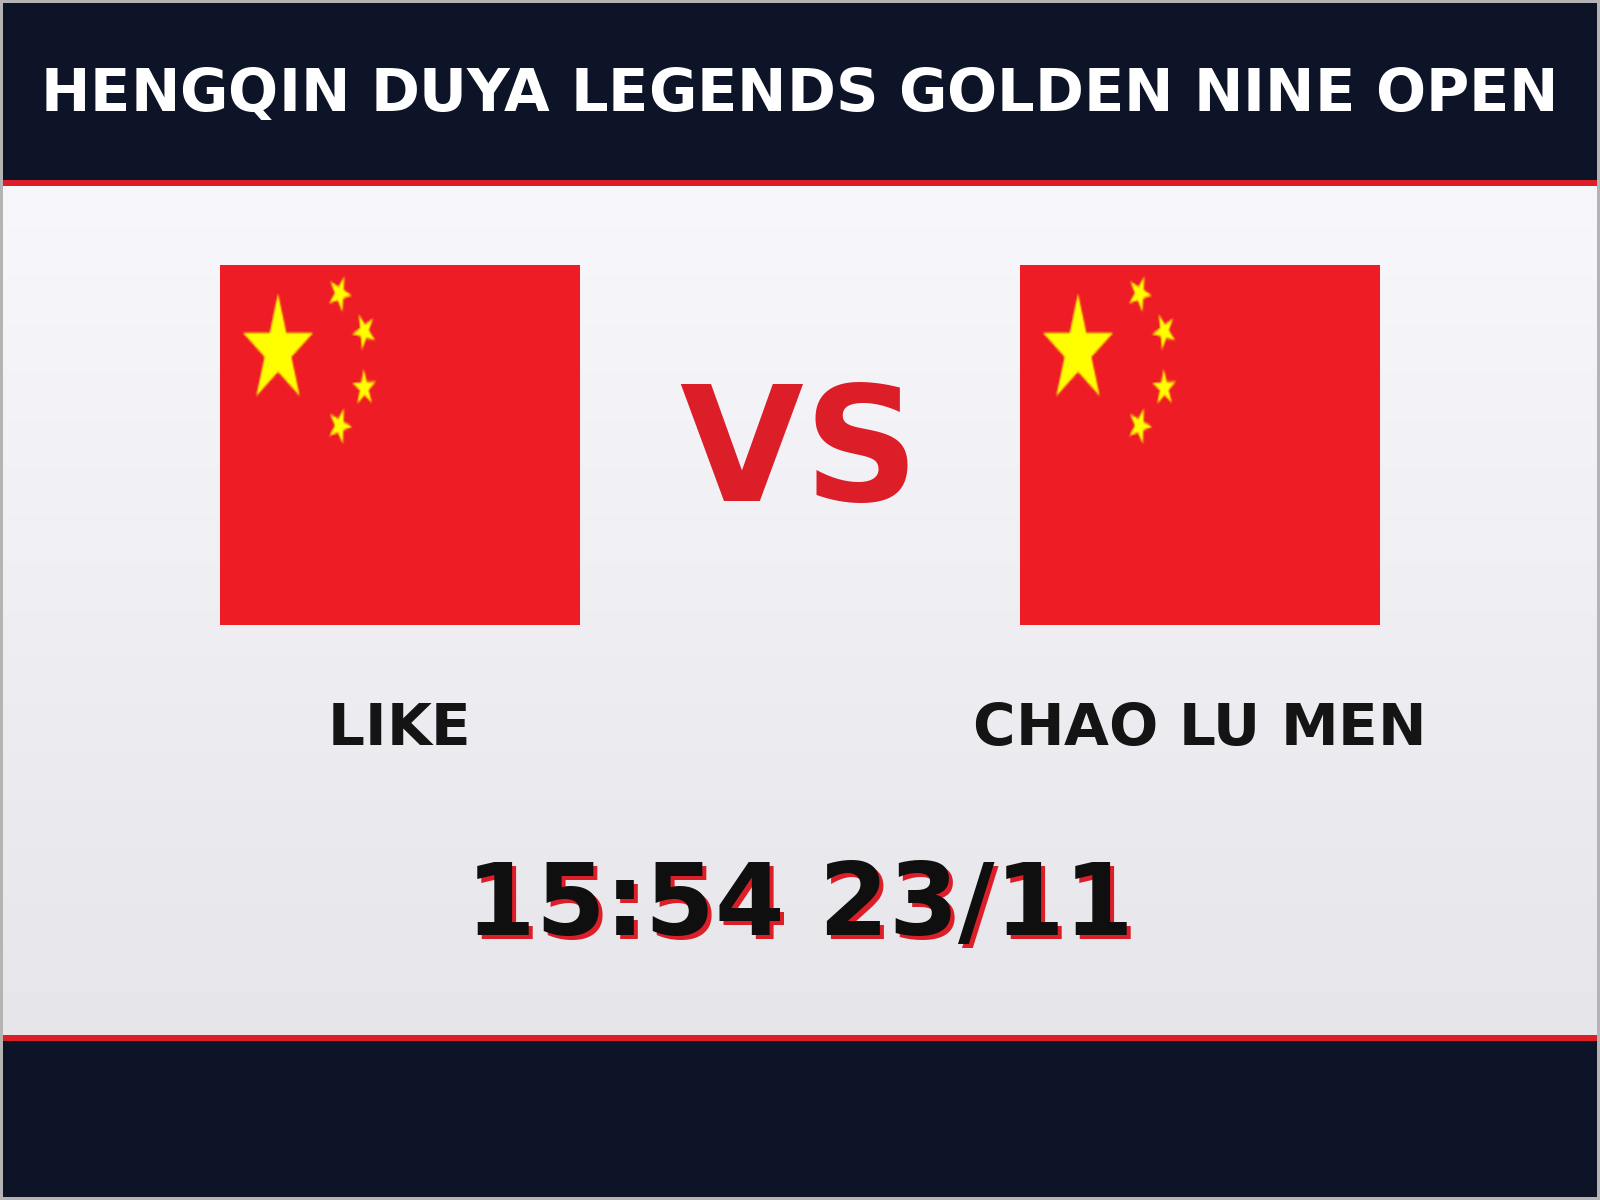 HENGQIN DUYA LEGENDS GOLDEN NINE OPEN
VS
LIKE
CHAO LU MEN
15:54 23/11